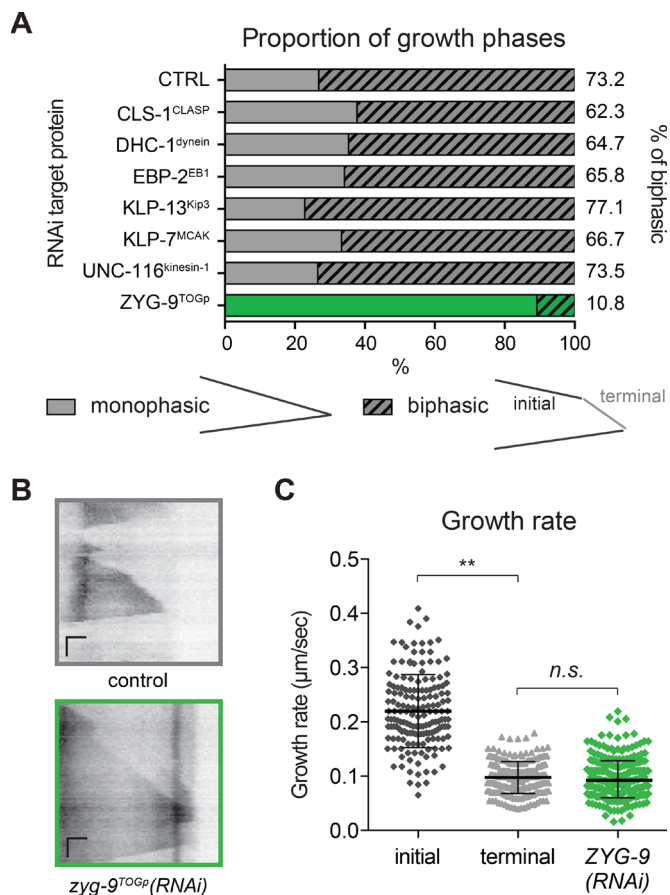 A
Proportion of growth phases
RNAi target protein
CTRL 73.2
CLS-1CLASP 62.3
DHC-1dynein 64.7
EBP-2EB1 65.8
KLP-13Kip3 77.1
KLP-7MCAK 66.7
UNC-116kinesin-1 73.5
ZYG-9TOGp 10.8
% of biphasic
0 20 40 60 80 100
%
monophasic
biphasic
initial
terminal
B
control
zyg-9TOGp(RNAi)
C
Growth rate
Growth rate (μm/sec)
0.5
0.4
0.3
0.2
0.1
0.0
**
n.s.
initial
terminal
ZYG-9
(RNAi)